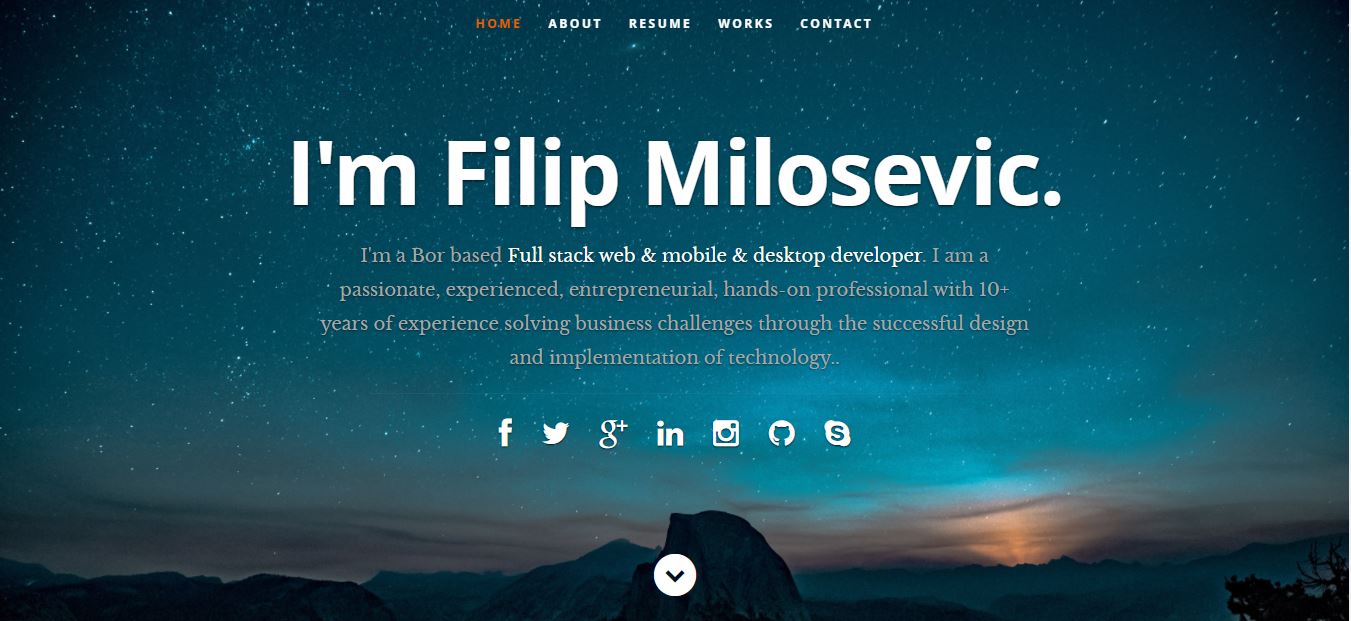 HOME ABOUT RESUME WORKS CONTACT
I'm Filip Milosevic.
I'm a Bor based Full stack web & mobile & desktop developer. I am a
passionate, experienced, entrepreneurial, hands-on professional with 10+
years of experience solving business challenges through the successful design
and implementation of technology..